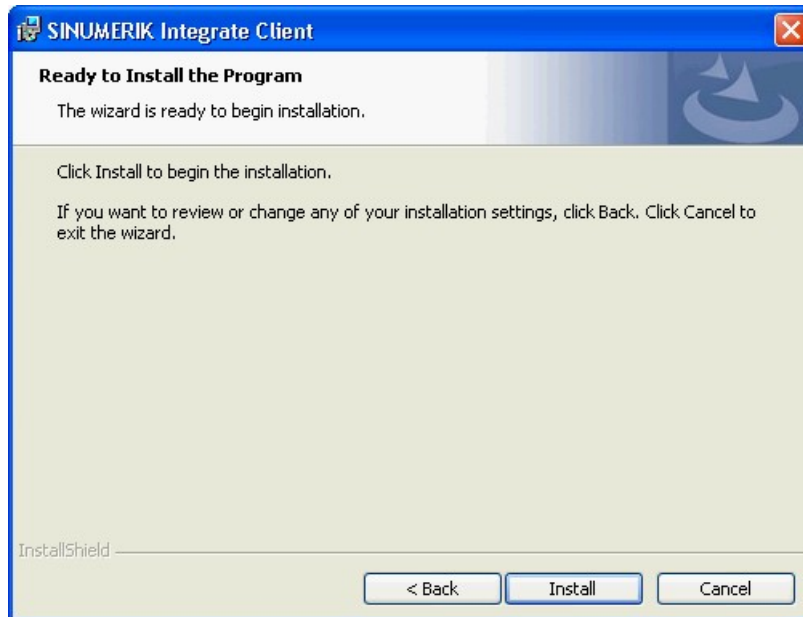 SINUMERIK Integrate Client
Ready to Install the Program
The wizard is ready to begin installation.
Click Install to begin the installation.
If you want to review or change any of your installation settings, click Back. Click Cancel to
exit the wizard.
InstallShield
< Back Install Cancel